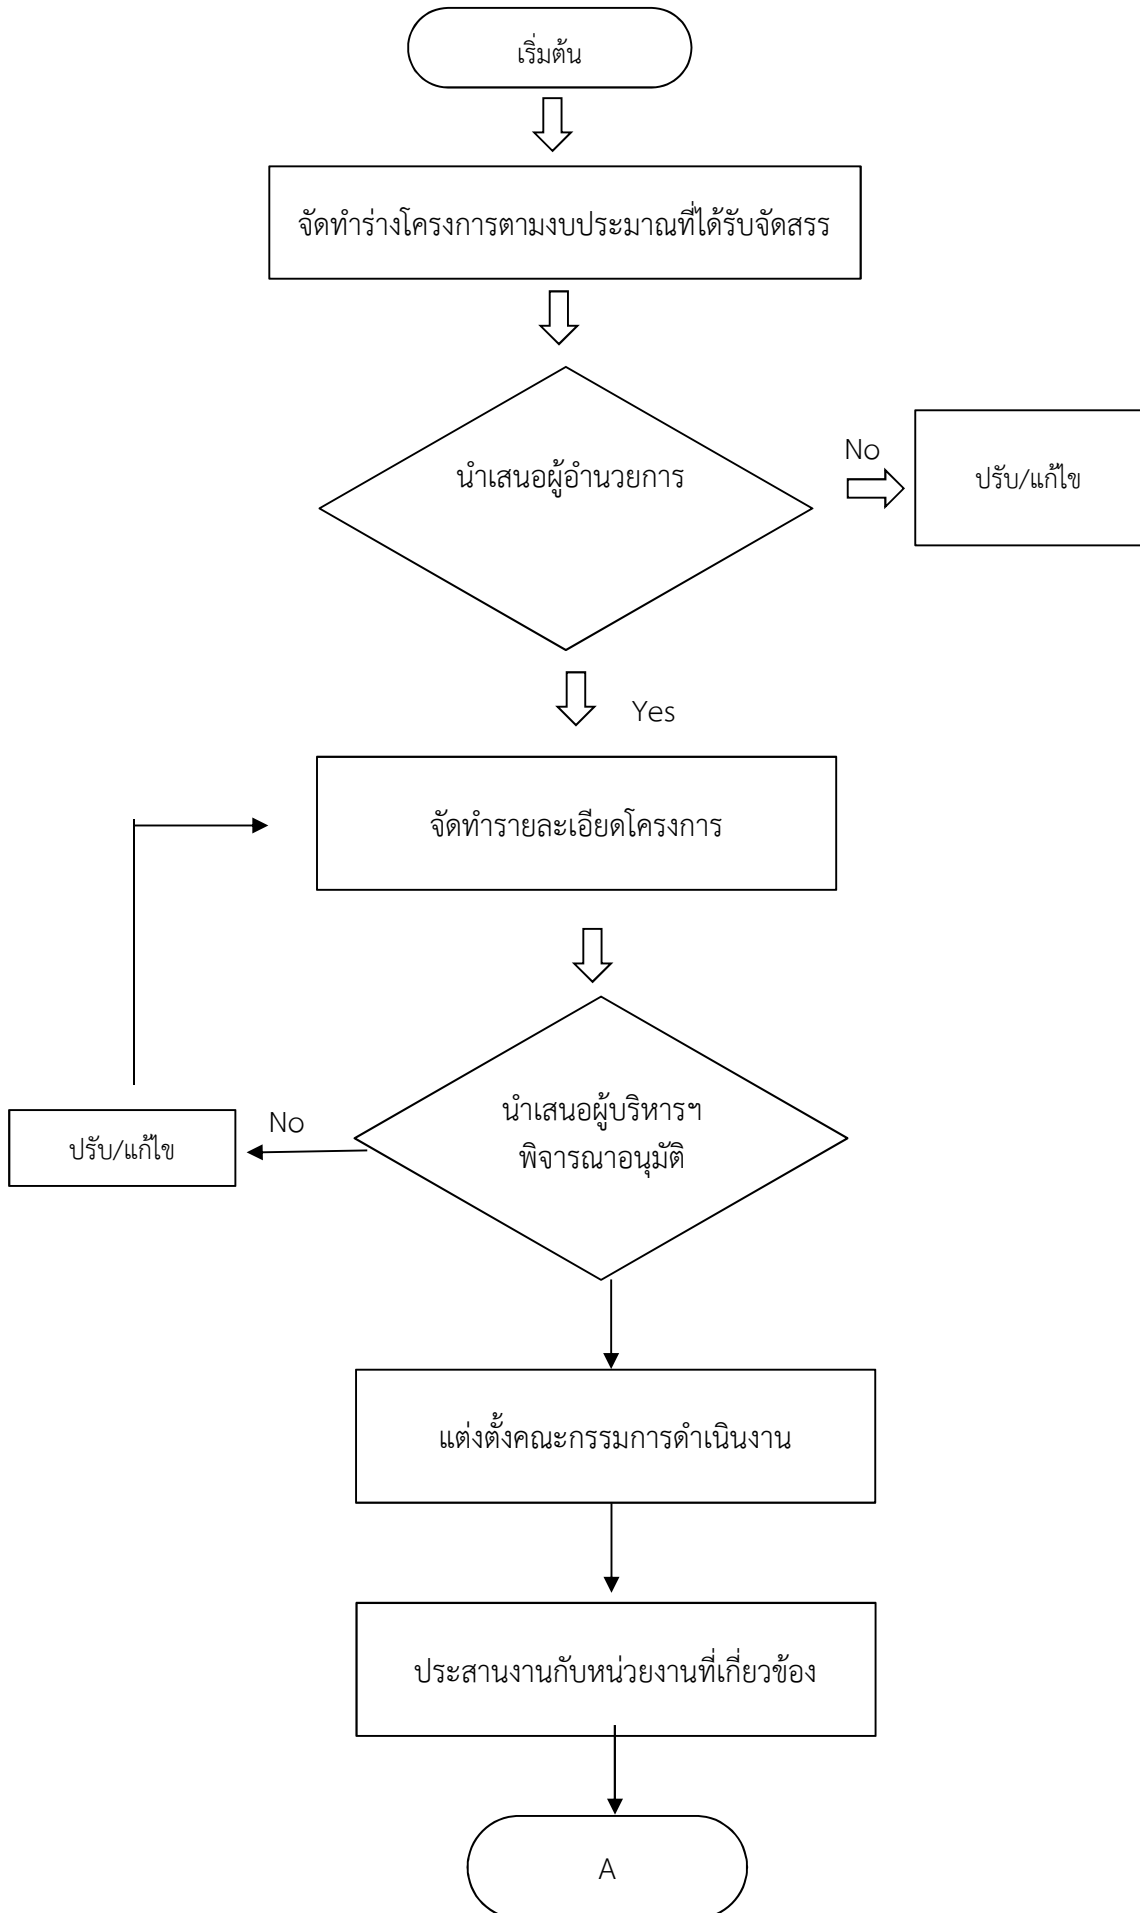 เริ่มต้น
จัดทำร่างโครงการตามงบประมาณที่ได้รับจัดสรร
นำเสนอผู้อำนวยการ
No
ปรับ/แก้ไข
Yes
จัดทำรายละเอียดโครงการ
นำเสนอผู้บริหารฯ
พิจารณาอนุมัติ
No
ปรับ/แก้ไข
แต่งตั้งคณะกรรมการดำเนินงาน
ประสานงานกับหน่วยงานที่เกี่ยวข้อง
A